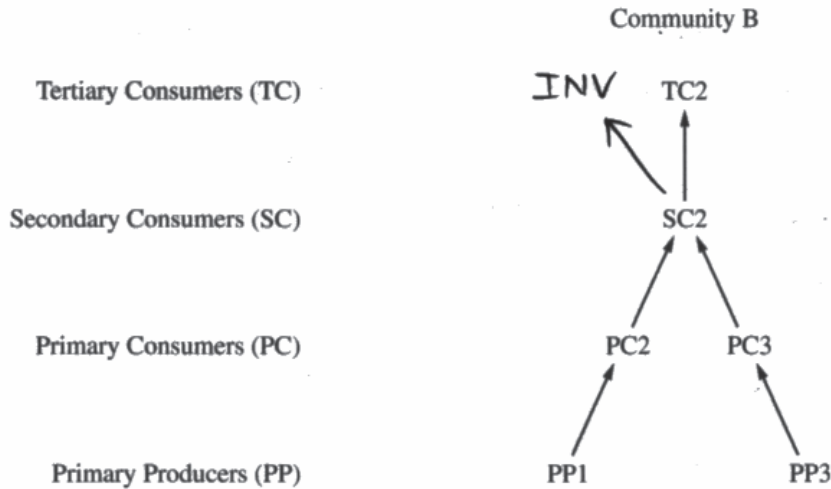 Community B
Tertiary Consumers (TC) INV TC2
Secondary Consumers (SC) SC2
Primary Consumers (PC) PC2 PC3
Primary Producers (PP) PP1 PP3